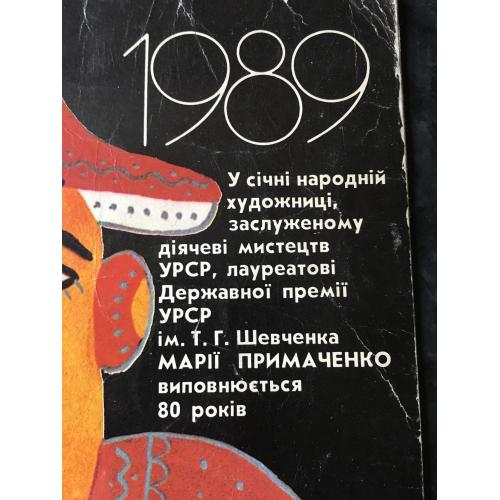 1989
У січні народній
художниці,
заслуженому
діячеві мистецтв
УРСР, лауреатові
Державної премії
УРСР
ім. Т. Г. Шевченка
МАРІЇ ПРИМАЧЕНКО
виповнюється
80 років